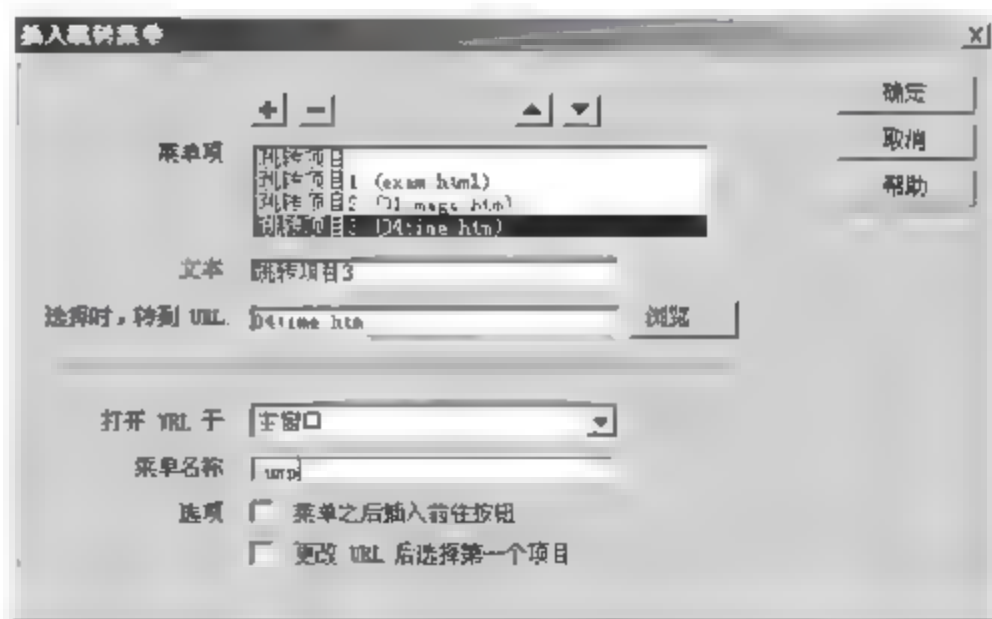 插入跳转菜单
确定
取消
帮助
菜单项
跳转项目
跳转项目1 (exam html)
跳转项目2
跳转项目3 (04time htm)
文本 跳转项目3
选择时，转到 URL. 04time htm 浏览
打开 URL 于 主窗口
菜单名称
选项 菜单之后插入前往按钮
更改 URL 后选择第一个项目